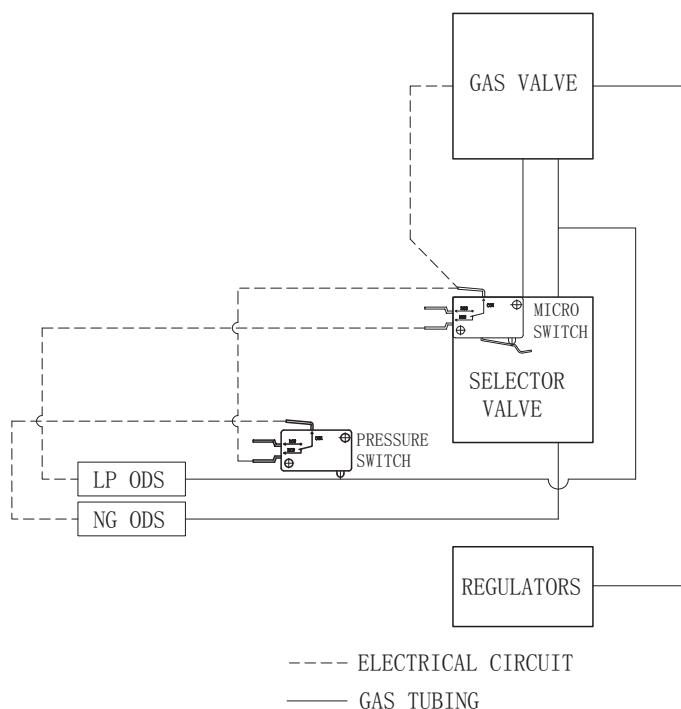 GAS VALVE
MICRO
SWITCH
SELECTOR
VALVE
PRESSURE
SWITCH
LP ODS
NG ODS
REGULATORS
ELECTRICAL CIRCUIT
GAS TUBING